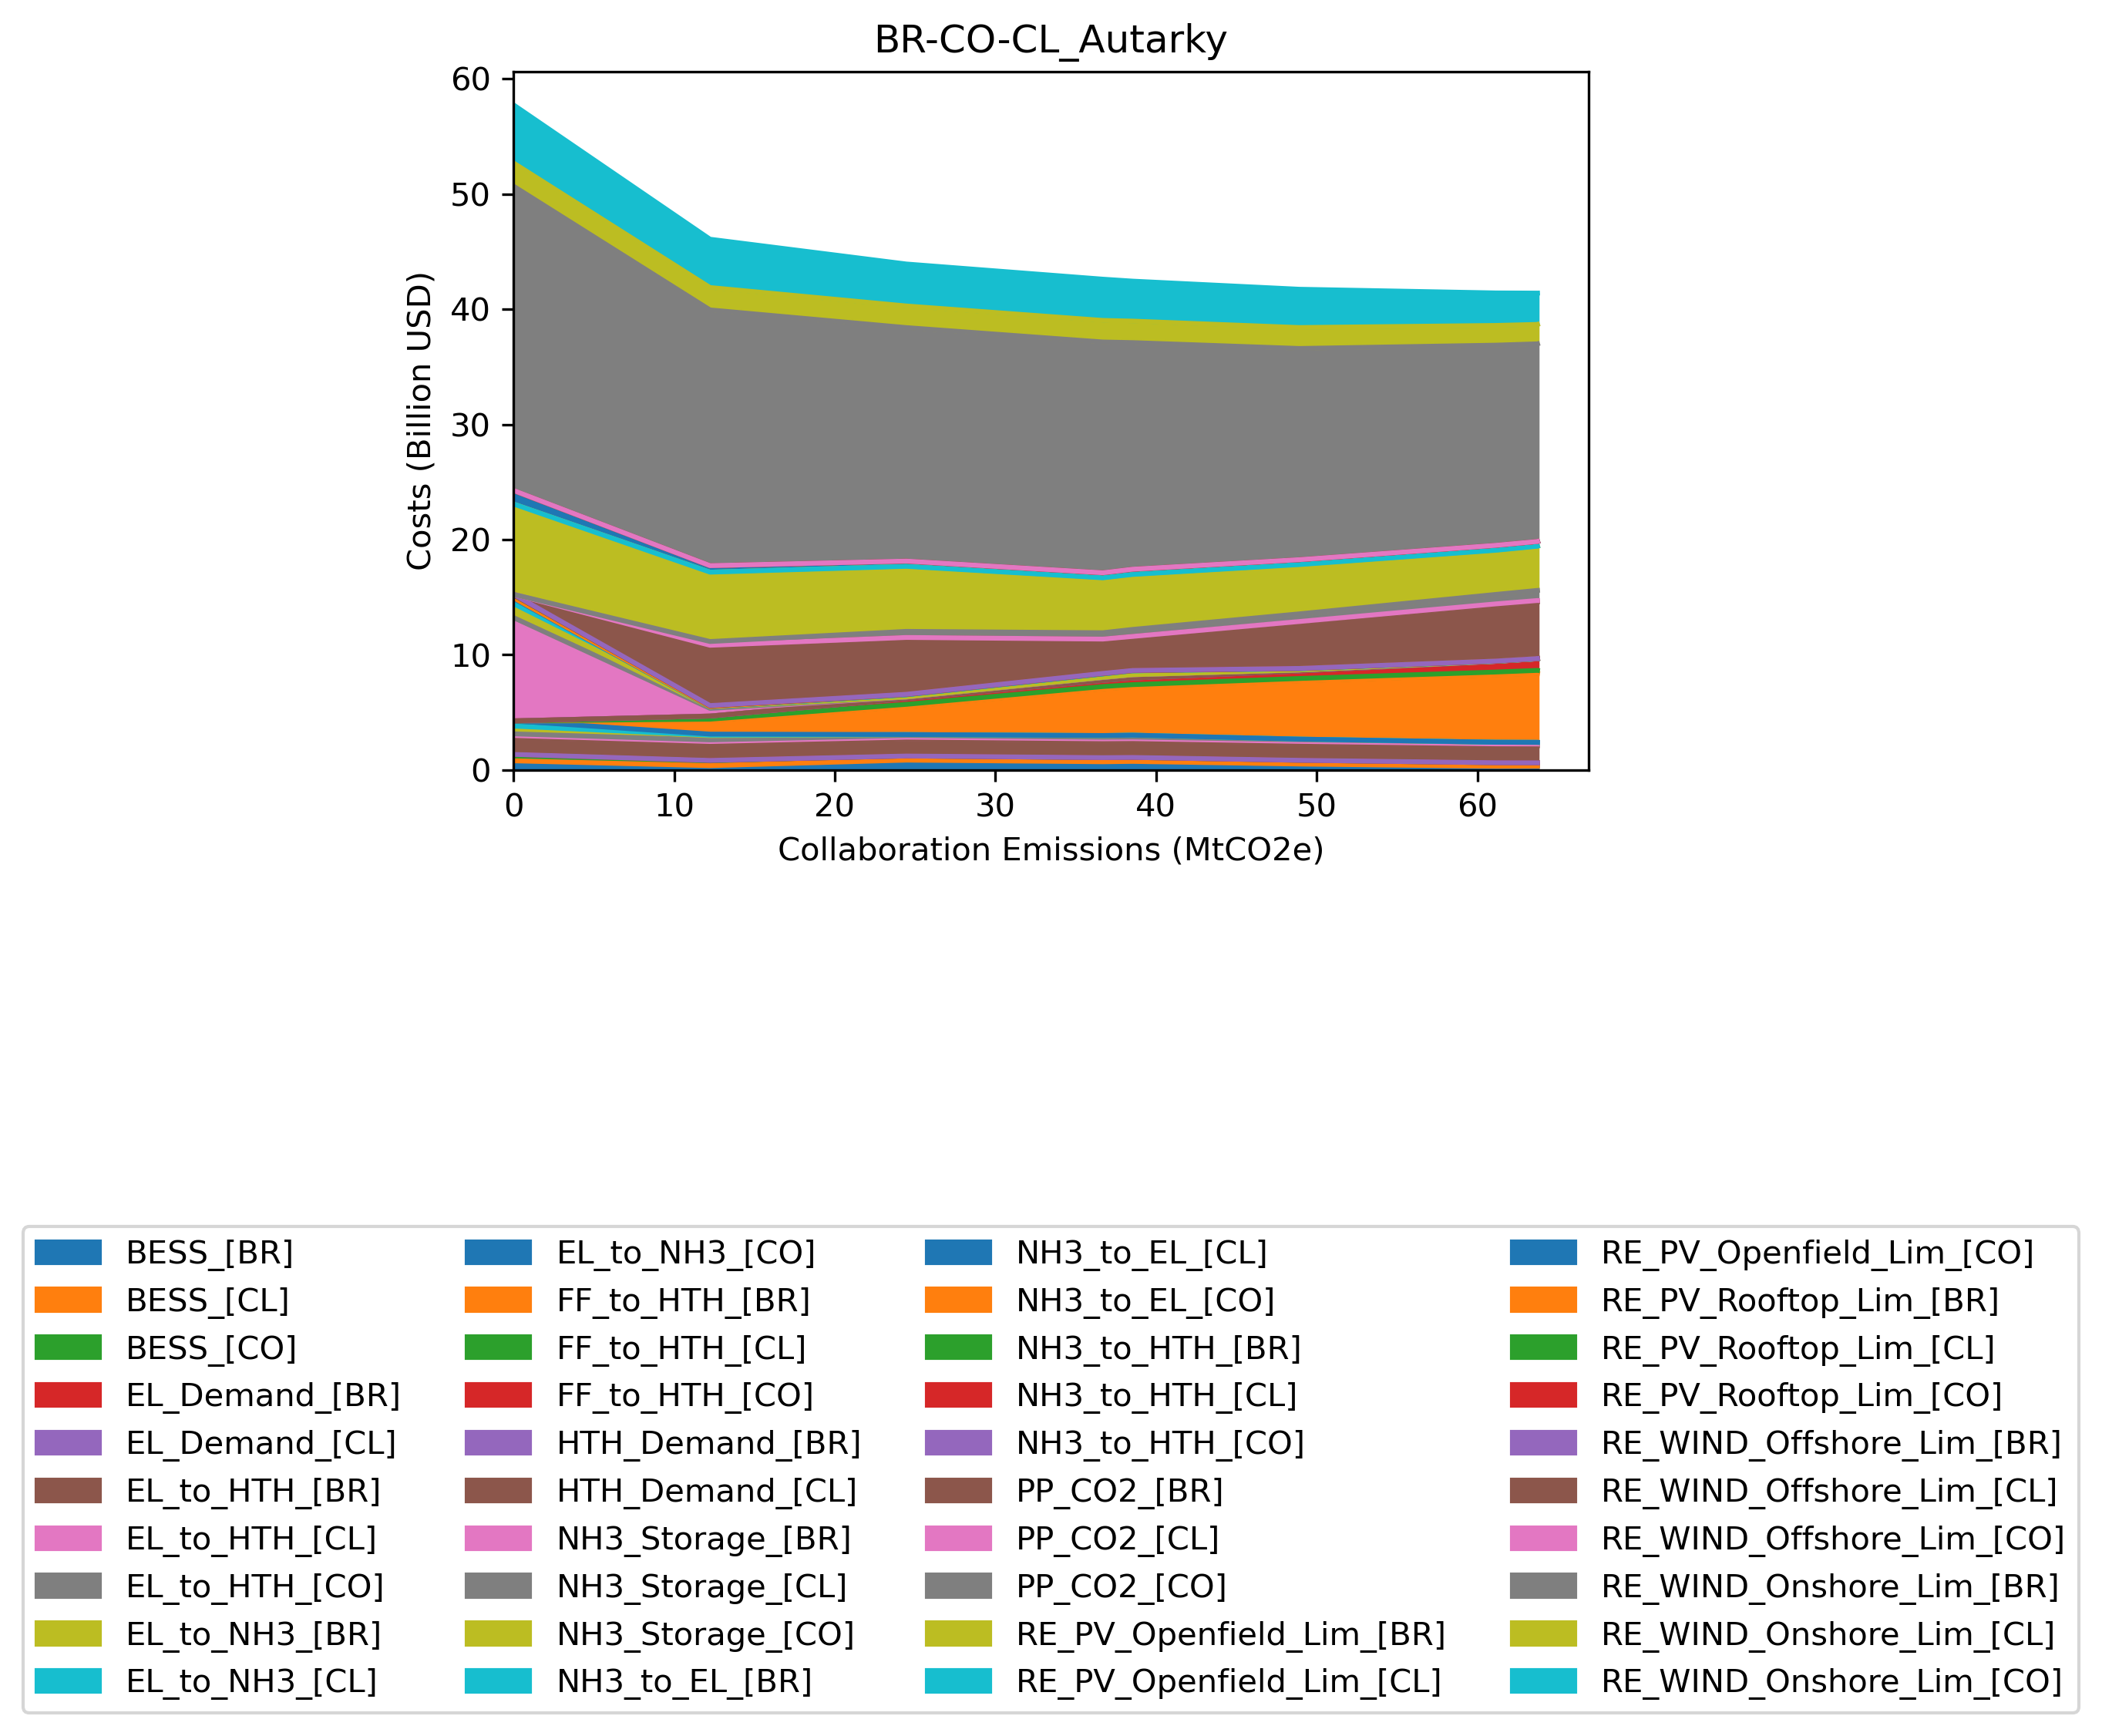 BR-CO-CL_Autarky
60
50
40
30
20
10
0
Costs (Billion USD)
0 10 20 30 40 50 60
Collaboration Emissions (MtCO2e)
BESS_[BR]
BESS_[CL]
BESS_[CO]
EL_Demand_[BR]
EL_Demand_[CL]
EL_to_HTH_[BR]
EL_to_HTH_[CL]
EL_to_HTH_[CO]
EL_to_NH3_[BR]
EL_to_NH3_[CL]
EL_to_NH3_[CO]
FF_to_HTH_[BR]
FF_to_HTH_[CL]
FF_to_HTH_[CO]
HTH_Demand_[BR]
HTH_Demand_[CL]
NH3_Storage_[BR]
NH3_Storage_[CL]
NH3_Storage_[CO]
NH3_to_EL_[BR]
NH3_to_EL_[CL]
NH3_to_EL_[CO]
NH3_to_HTH_[BR]
NH3_to_HTH_[CL]
NH3_to_HTH_[CO]
PP_CO2_[BR]
PP_CO2_[CL]
PP_CO2_[CO]
RE_PV_Openfield_Lim_[BR]
RE_PV_Openfield_Lim_[CL]
RE_PV_Openfield_Lim_[CO]
RE_PV_Rooftop_Lim_[BR]
RE_PV_Rooftop_Lim_[CL]
RE_PV_Rooftop_Lim_[CO]
RE_WIND_Offshore_Lim_[BR]
RE_WIND_Offshore_Lim_[CL]
RE_WIND_Offshore_Lim_[CO]
RE_WIND_Onshore_Lim_[BR]
RE_WIND_Onshore_Lim_[CL]
RE_WIND_Onshore_Lim_[CO]